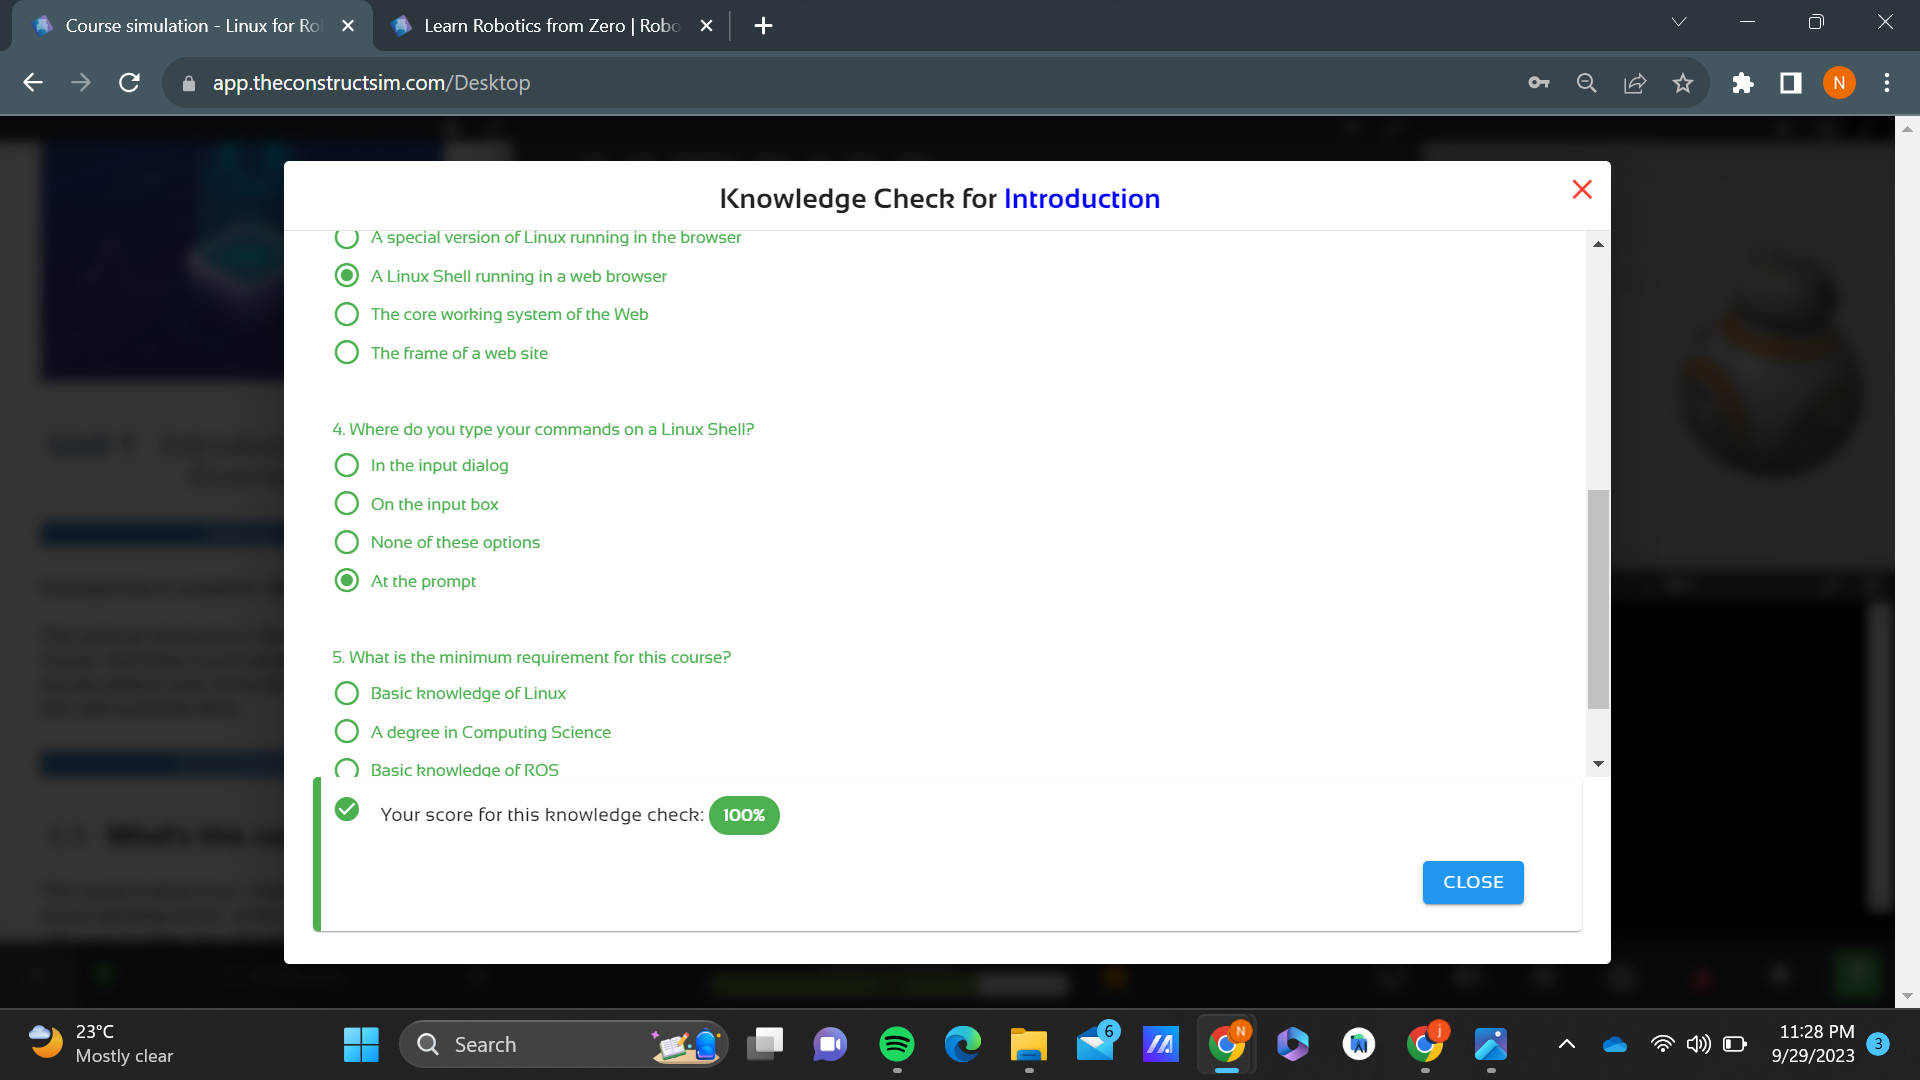 Course simulation - Linux for Ro
Learn Robotics from Zero | Robo
app.theconstructsim.com/Desktop
N
Knowledge Check for Introduction
A special version of Linux running in the browser
A Linux Shell running in a web browser
The core working system of the Web
The frame of a web site
4. Where do you type your commands on a Linux Shell?
In the input dialog
On the input box
None of these options
At the prompt
5. What is the minimum requirement for this course?
Basic knowledge of Linux
A degree in Computing Science
Basic knowledge of ROS
Your score for this knowledge check: 100%
CLOSE
Unit 1
What's this
23°C
Mostly clear
Search
6
N
j
11:28 PM
9/29/2023
3